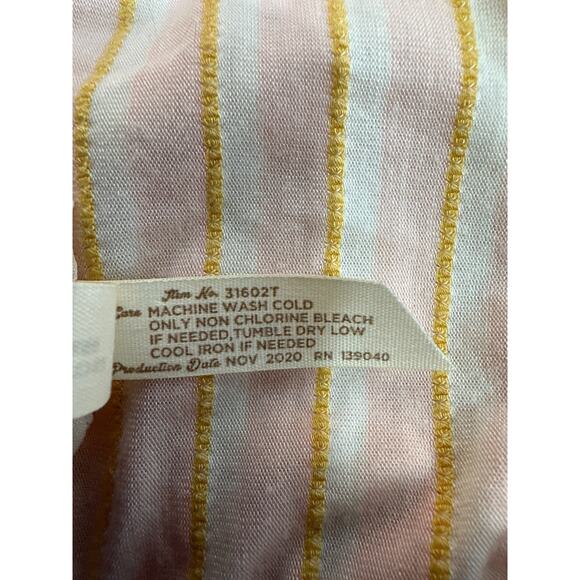 Item No. 31602T
Care MACHINE WASH COLD
ONLY NON CHLORINE BLEACH
IF NEEDED,TUMBLE DRY LOW
COOL IRON IF NEEDED
Production Date NOV 2020 RN 139040